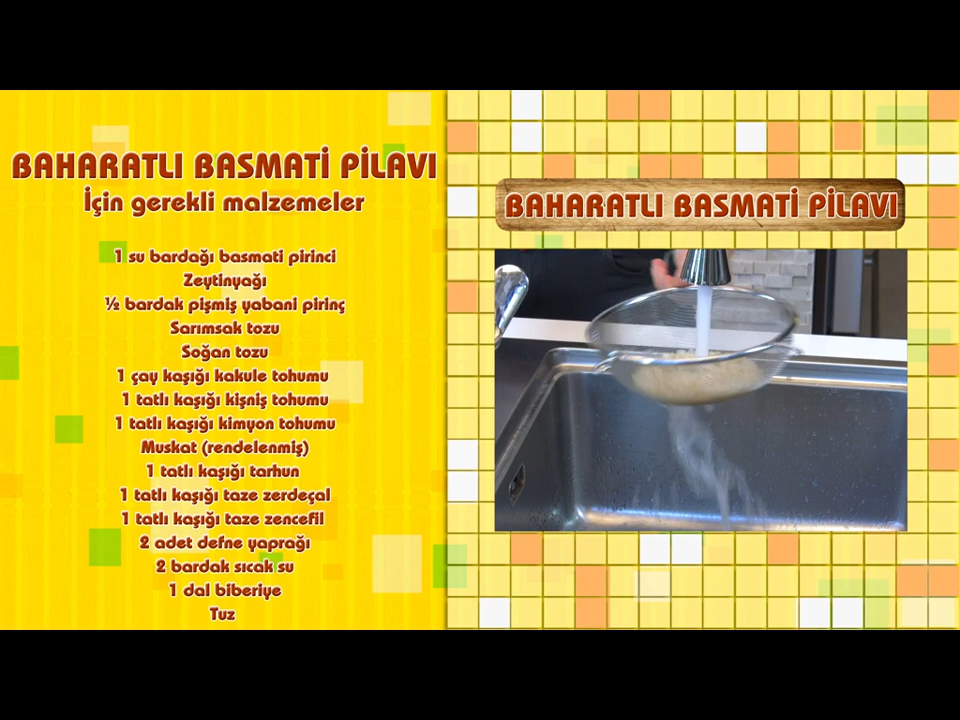 BAHARATLI BASMATİ PİLAVI
İçin gerekli malzemeler
1 su bardağı basmati pirinci
Zeytinyağı
½ bardak pişmiş yabani pirinç
Sarımsak tozu
Soğan tozu
1 çay kaşığı kakule tohumu
1 tatlı kaşığı kişniş tohumu
1 tatlı kaşığı kimyon tohumu
Muskat (rendelenmiş)
1 tatlı kaşığı tarhun
1 tatlı kaşığı taze zerdeçal
1 tatlı kaşığı taze zencefil
2 adet defne yaprağı
2 bardak sıcak su
1 dal biberiye
Tuz
BAHARATLI BASMATİ PİLAVI